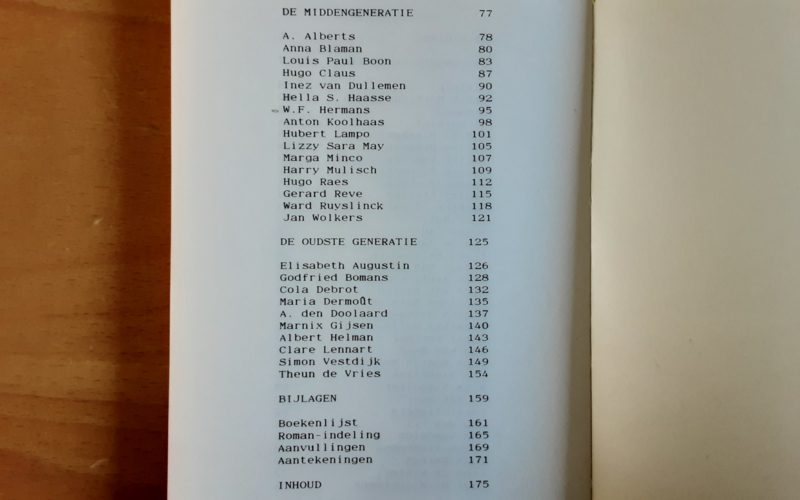 DE MIDDENGENERATIE 77
A. Alberts 78
Anna Blaman 80
Louis Paul Boon 83
Hugo Claus 87
Inez van Dullemen 90
Hella S. Haasse 92
W.F. Hermans 95
Anton Koolhaas 98
Hubert Lampo 101
Lizzy Sara May 105
Marga Minco 107
Harry Mulisch 109
Hugo Raes 112
Gerard Reve 115
Ward Ruyslinck 118
Jan Wolkers 121
DE OUDSTE GENERATIE 125
Elisabeth Augustin 126
Godfried Bomans 128
Cola Debrot 132
Maria Dermoût 135
A. den Doolaard 137
Marnix Gijsen 140
Albert Helman 143
Clare Lennart 146
Simon Vestdijk 149
Theun de Vries 154
BIJLAGEN 159
Boekenlijst 161
Roman-indeling 165
Aanvullingen 169
Aantekeningen 171
INHOUD 175